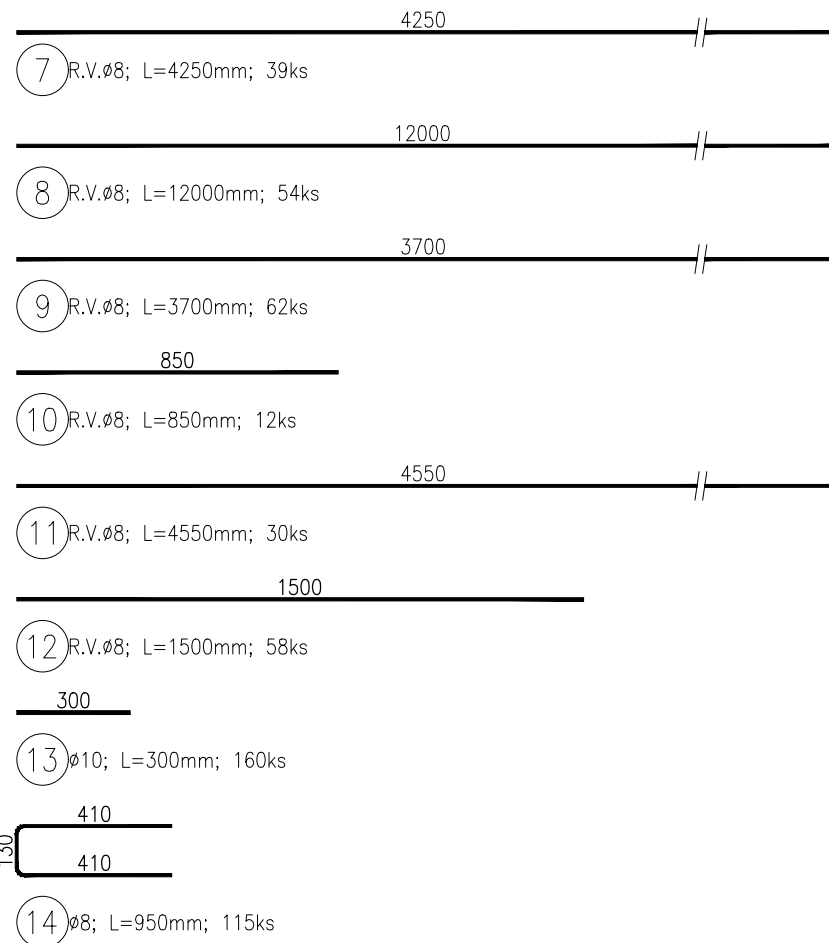 4250
7 R.V.ø8; L=4250mm; 39ks
12000
8 R.V.ø8; L=12000mm; 54ks
3700
9 R.V.ø8; L=3700mm; 62ks
850
10 R.V.ø8; L=850mm; 12ks
4550
11 R.V.ø8; L=4550mm; 30ks
1500
12 R.V.ø8; L=1500mm; 58ks
300
13 ø10; L=300mm; 160ks
410
130
410
14 ø8; L=950mm; 115ks